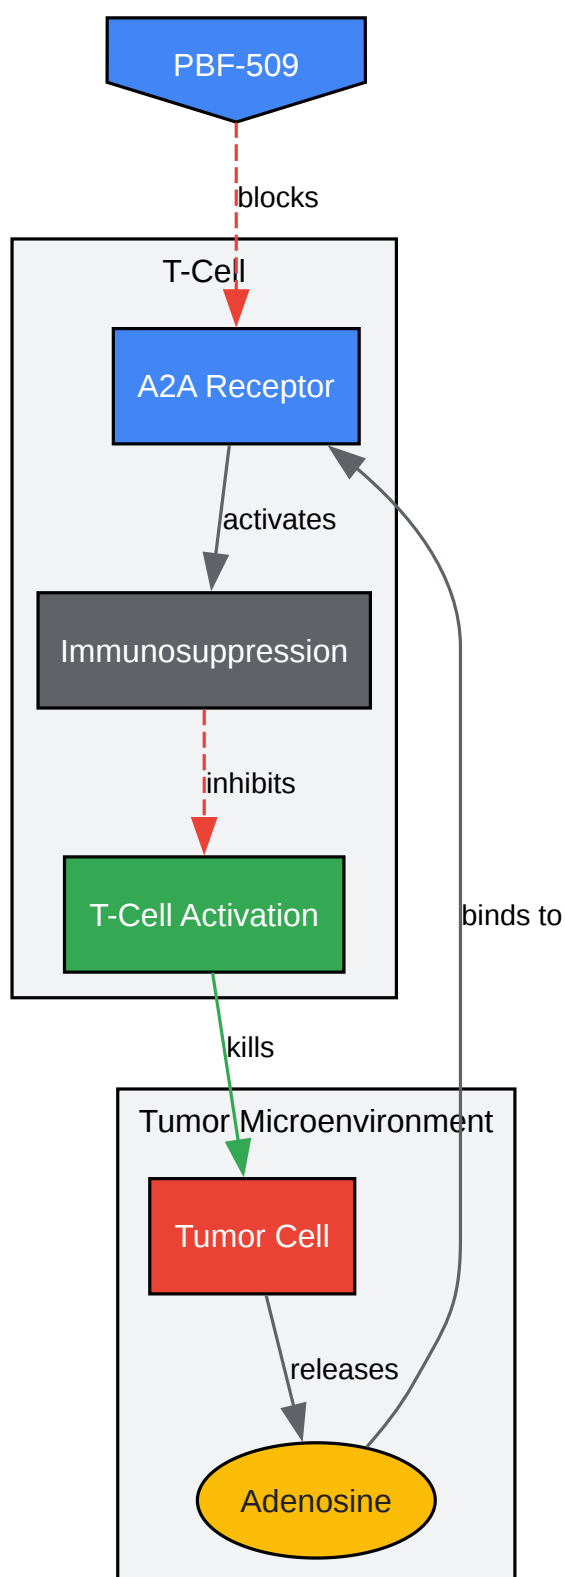 PBF-509
blocks
T-Cell
A2A Receptor
activates
Immunosuppression
inhibits
T-Cell Activation
binds to
kills
Tumor Microenvironment
Tumor Cell
releases
Adenosine